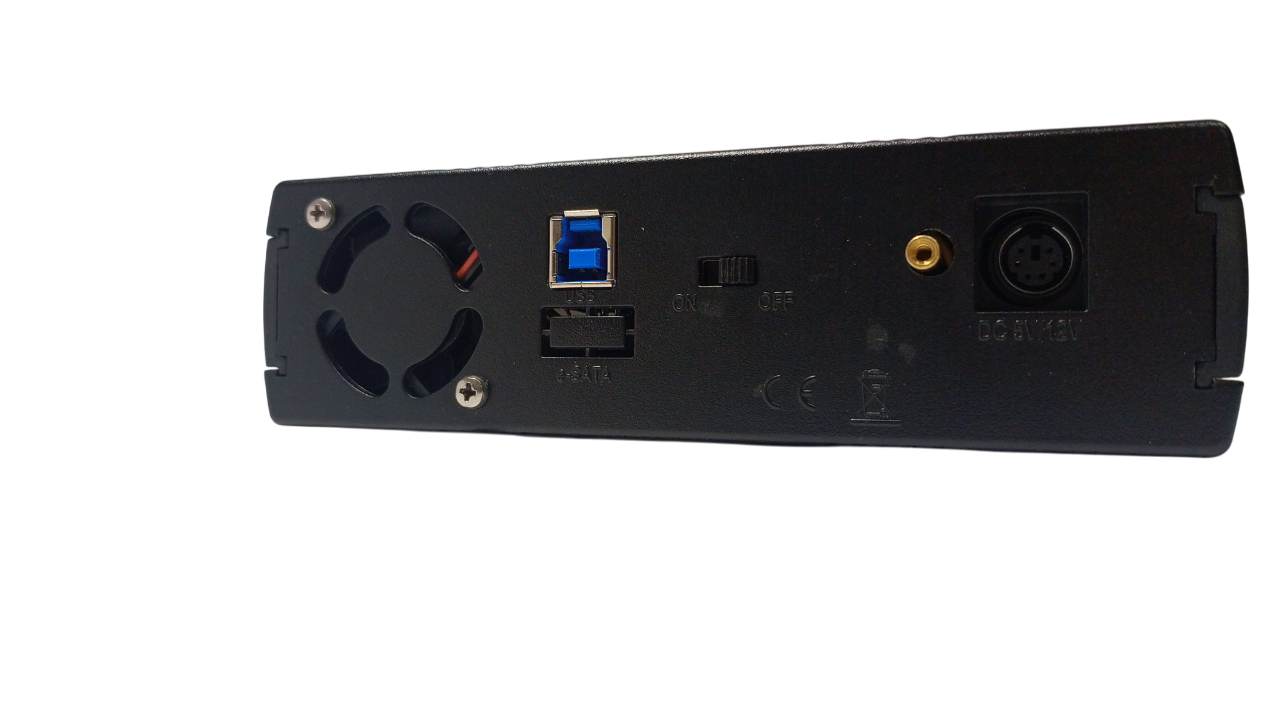 USB
ON OFF
e-SATA
DC 5V/12V
CE